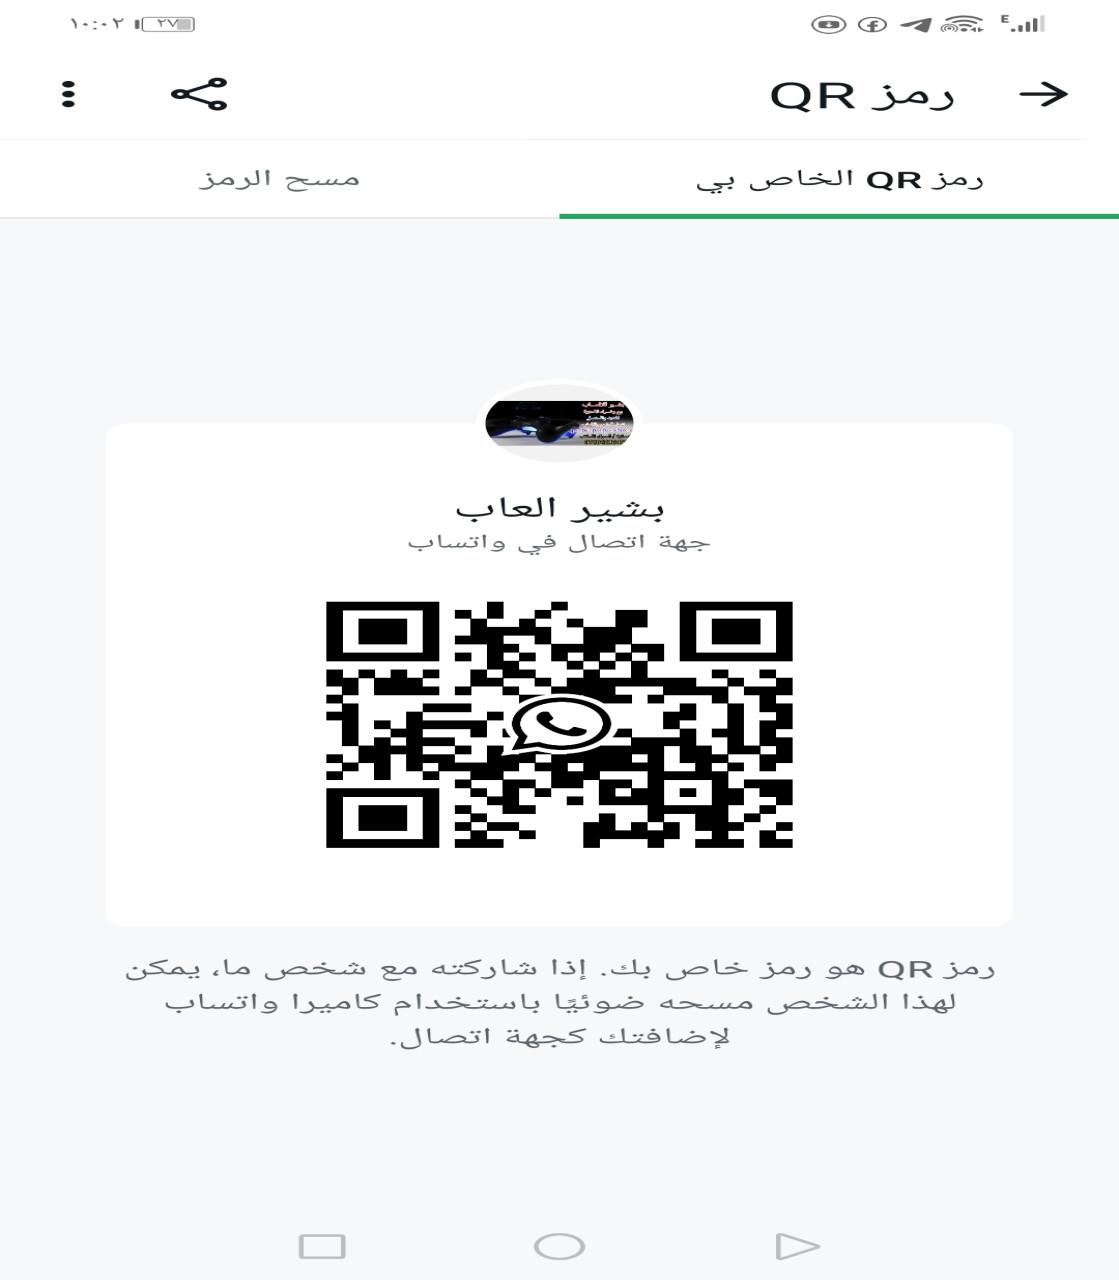 ١٠:٠٢
٢٧
E
رمز QR
رمز QR الخاص بي
مسح الرمز
بشير العاب
جهة اتصال في واتساب
رمز QR هو رمز خاص بك. إذا شاركته مع شخص ما، يمكن
لهذا الشخص مسحه ضوئيًا باستخدام كاميرا واتساب
لإضافتك كجهة اتصال.